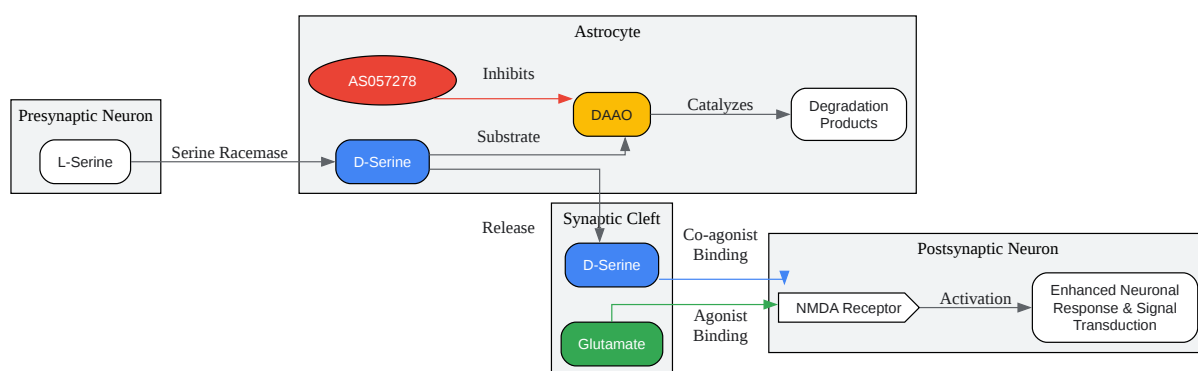 Astrocyte
AS057278
Inhibits
DAAO
Catalyzes
Degradation
Products
Presynaptic Neuron
L-Serine
Serine Racemase
D-Serine
Substrate
Release
Synaptic Cleft
D-Serine
Glutamate
Co-agonist
Binding
Agonist
Binding
Postsynaptic Neuron
NMDA Receptor
Activation
Enhanced Neuronal
Response & Signal
Transduction